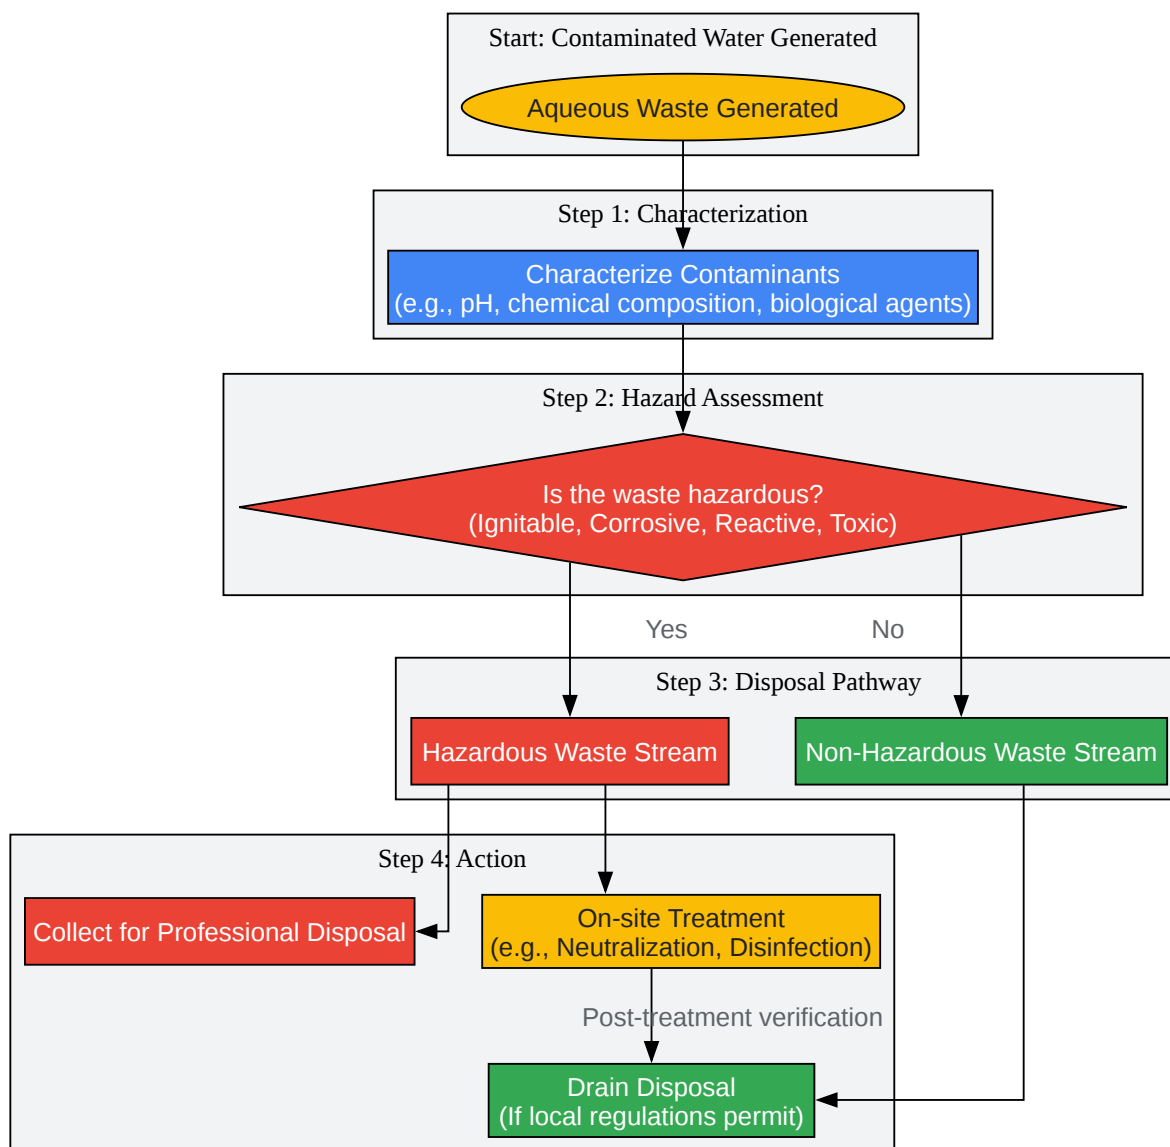 Start: Contaminated Water Generated
Aqueous Waste Generated
Step 1: Characterization
Characterize Contaminants
(e.g., pH, chemical composition, biological agents)
Step 2: Hazard Assessment
Is the waste hazardous?
(Ignitable, Corrosive, Reactive, Toxic)
Yes
No
Step 3: Disposal Pathway
Hazardous Waste Stream
Non-Hazardous Waste Stream
Step 4: Action
Collect for Professional Disposal
On-site Treatment
(e.g., Neutralization, Disinfection)
Post-treatment verification
Drain Disposal
(If local regulations permit)